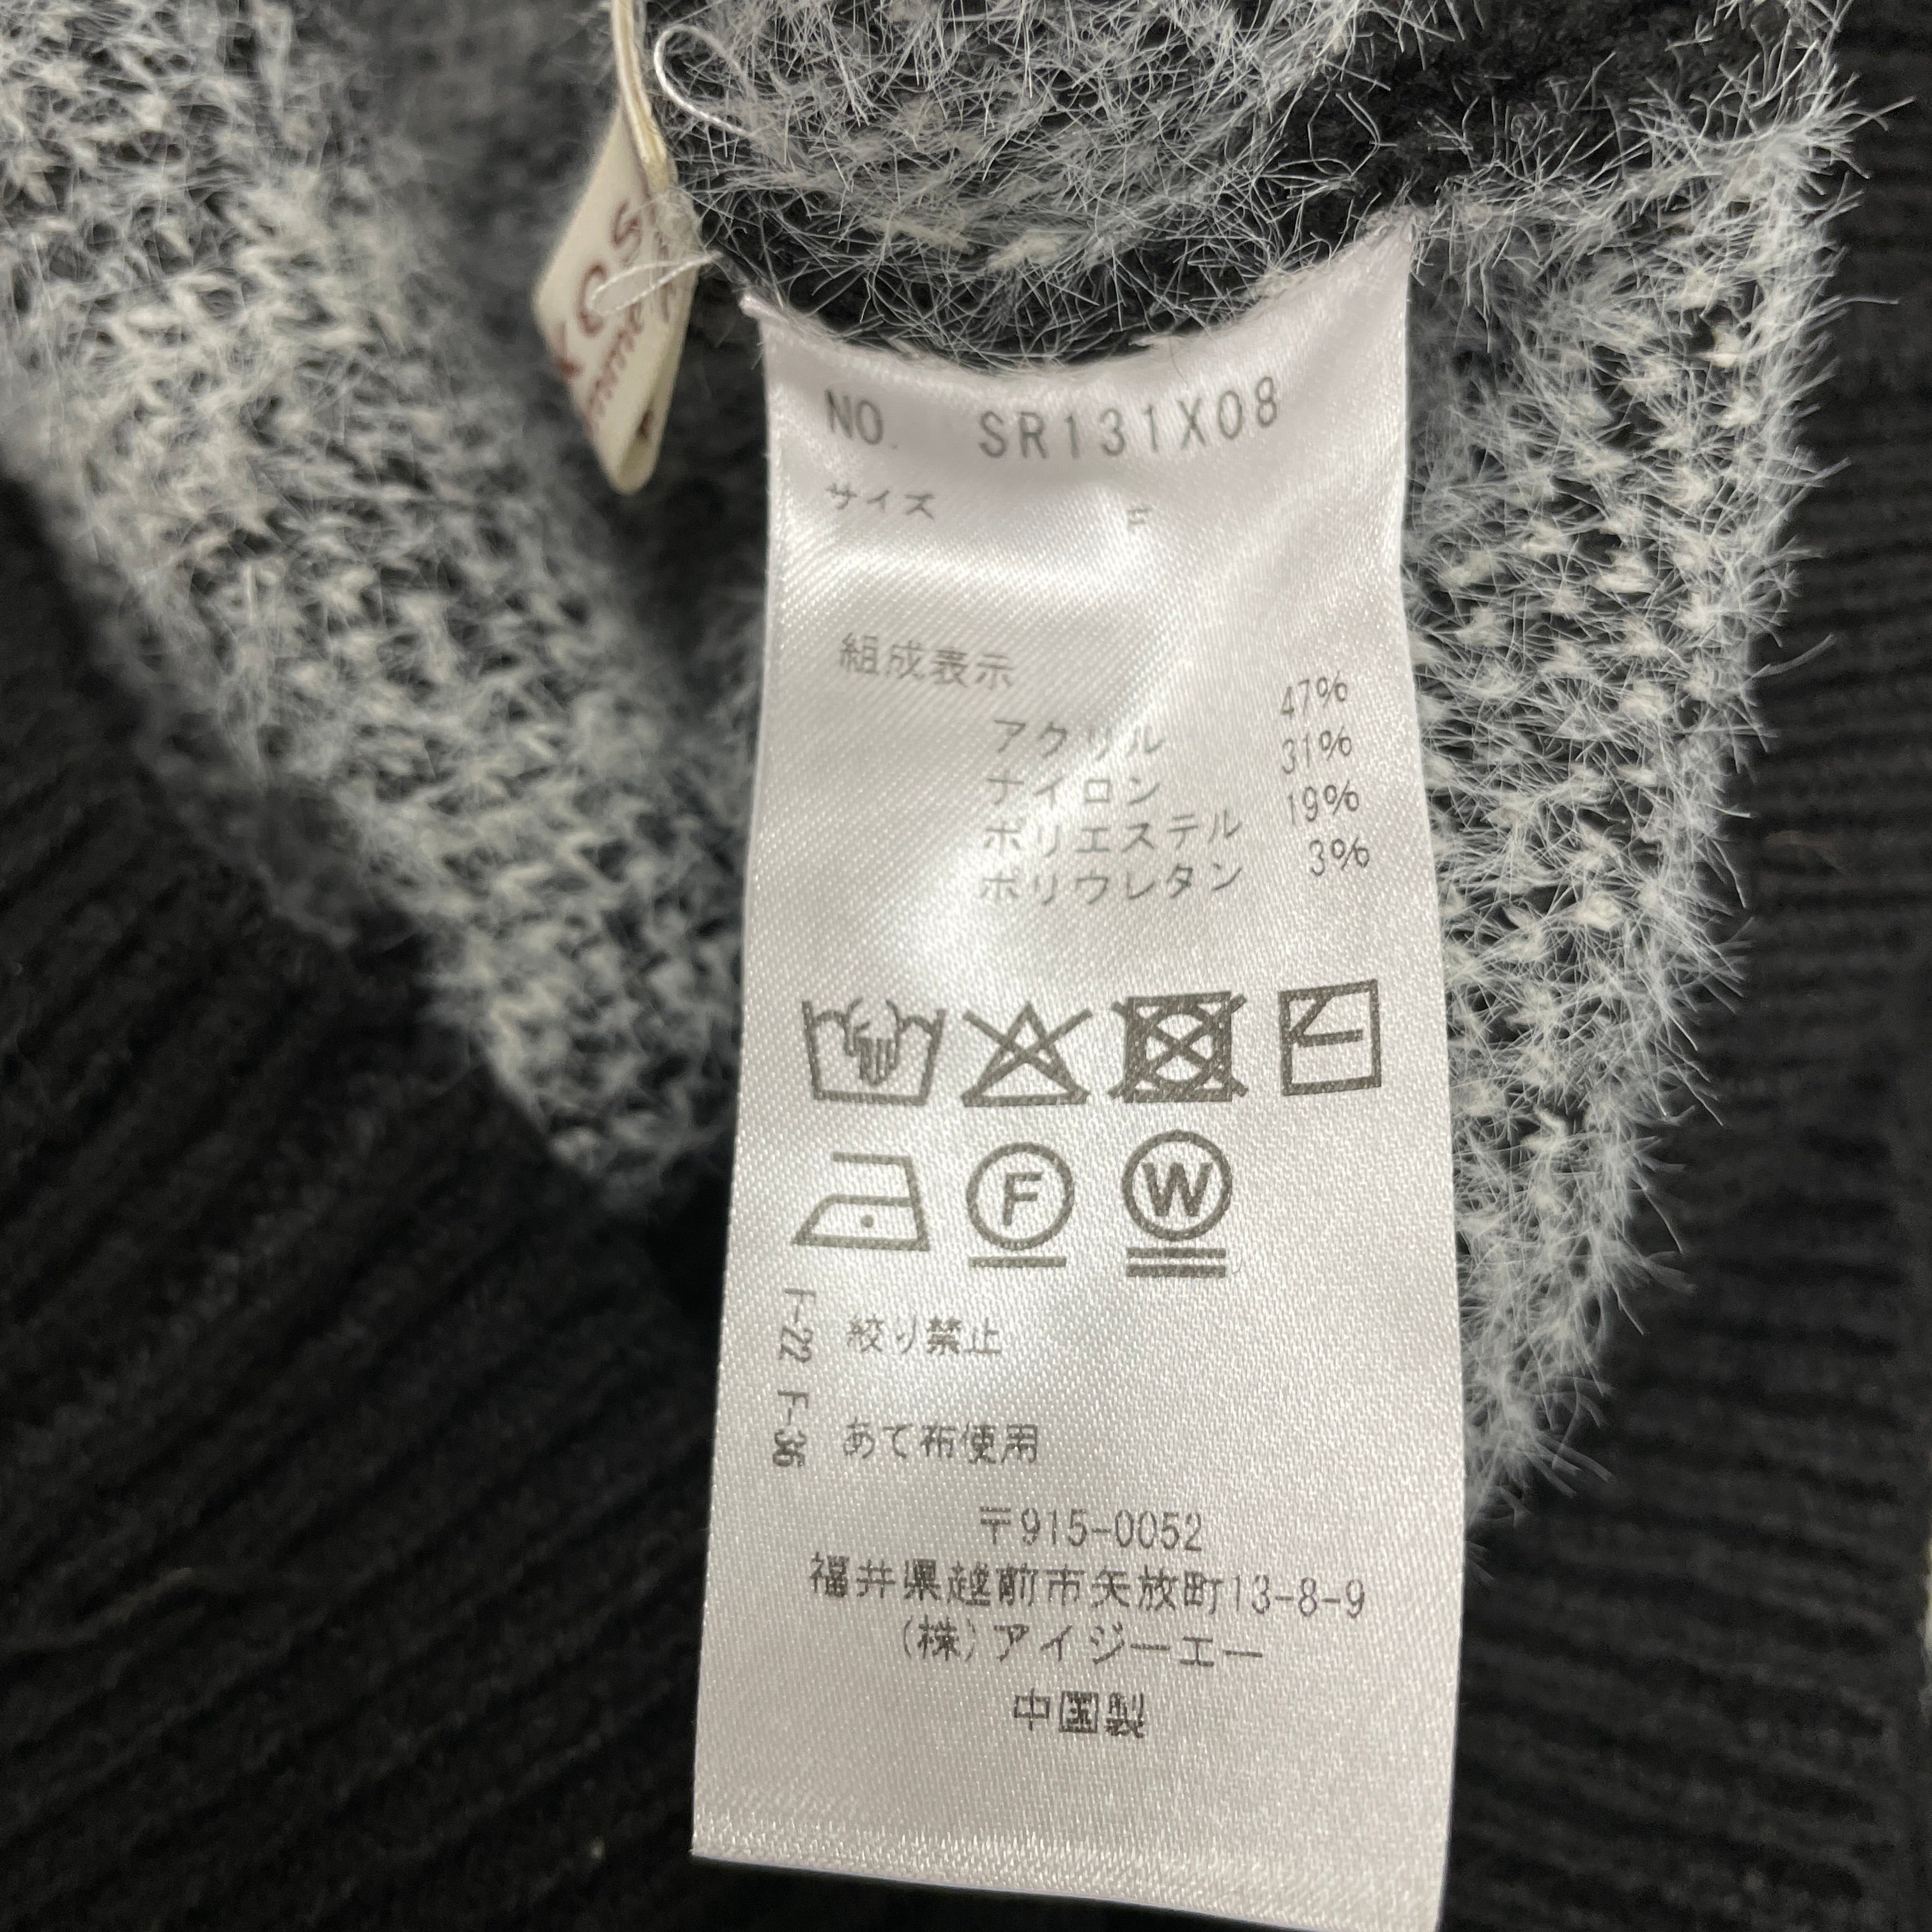 NO. SR131X08
サイズ F
組成表示
アクリル 47%
ナイロン 31%
ポリエステル 19%
ポリウレタン 3%
F
W
F-22 絞り禁止
F-36 あて布使用
〒915-0052
福井県越前市矢放町13-8-9
(株)アイジーエー
中国製